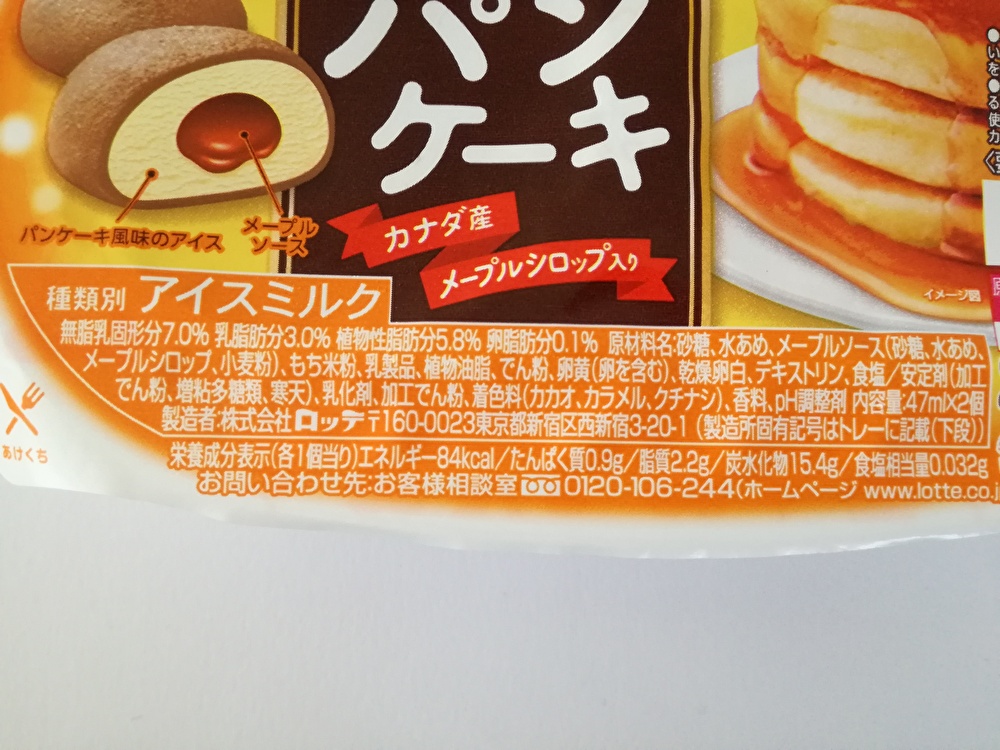 パン
ケーキ
カナダ産
メープルシロップ入り
パンケーキ風味のアイス
メープル
ソース
イメージ図
種類別 アイスミルク
無脂乳固形分7.0% 乳脂肪分3.0% 植物性脂肪分5.8% 卵脂肪分0.1% 原材料名:砂糖、水あめ、メープルソース(砂糖、水あめ、
メープルシロップ、小麦粉)、もち米粉、乳製品、植物油脂、でん粉、卵黄(卵を含む)、乾燥卵白、デキストリン、食塩/安定剤(加工
でん粉、増粘多糖類、寒天)、乳化剤、加工でん粉、着色料(カカオ、カラメル、クチナシ)、香料、pH調整剤 内容量:47ml×2個
製造者:株式会社ロッテ〒160-0023東京都新宿区西新宿3-20-1 (製造所固有記号はトレーに記載(下段))
栄養成分表示(各1個当り)エネルギー84kcal/たんぱく質0.9g/脂質2.2g/炭水化物15.4g/食塩相当量0.032g
お問い合わせ先:お客様相談室 0120-106-244(ホームページ www.lotte.co.j
あけくち